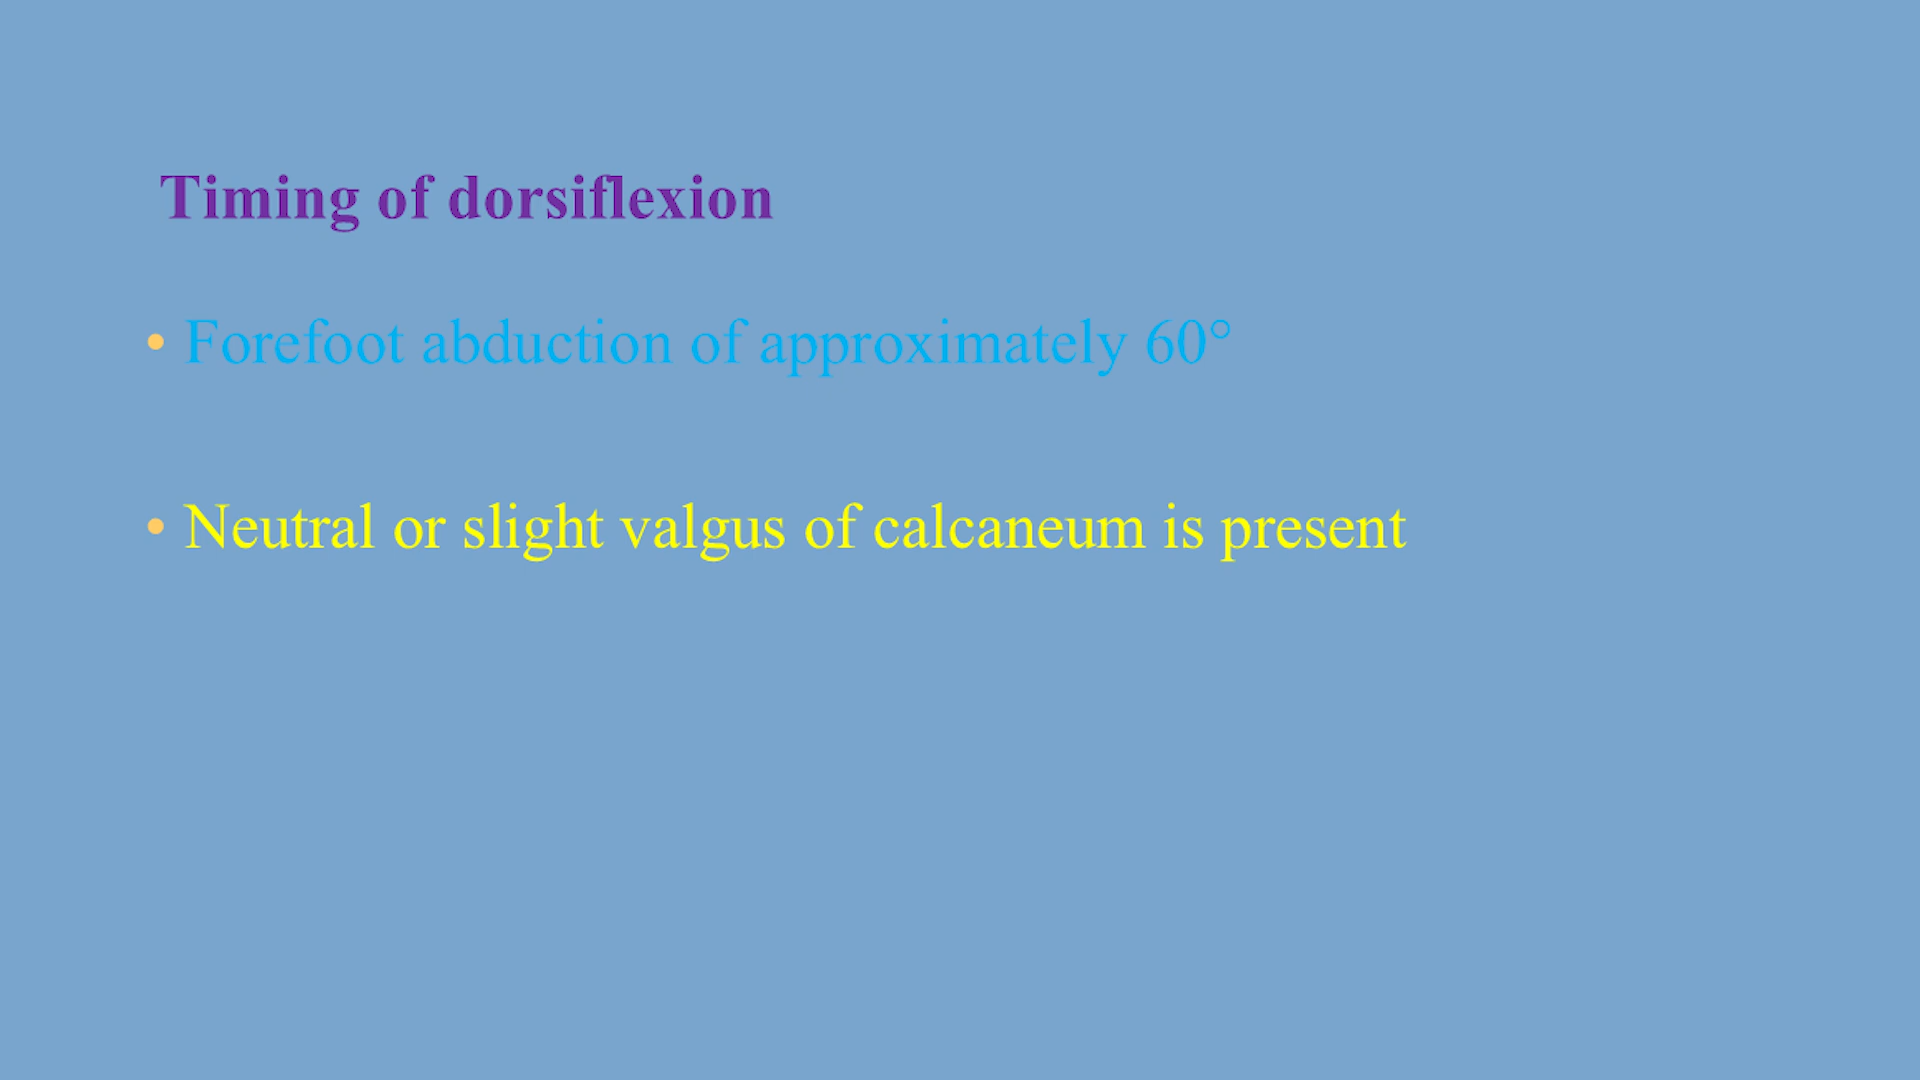 Timing of dorsiflexion
• Forefoot abduction of approximately 60°
• Neutral or slight valgus of calcaneum is present